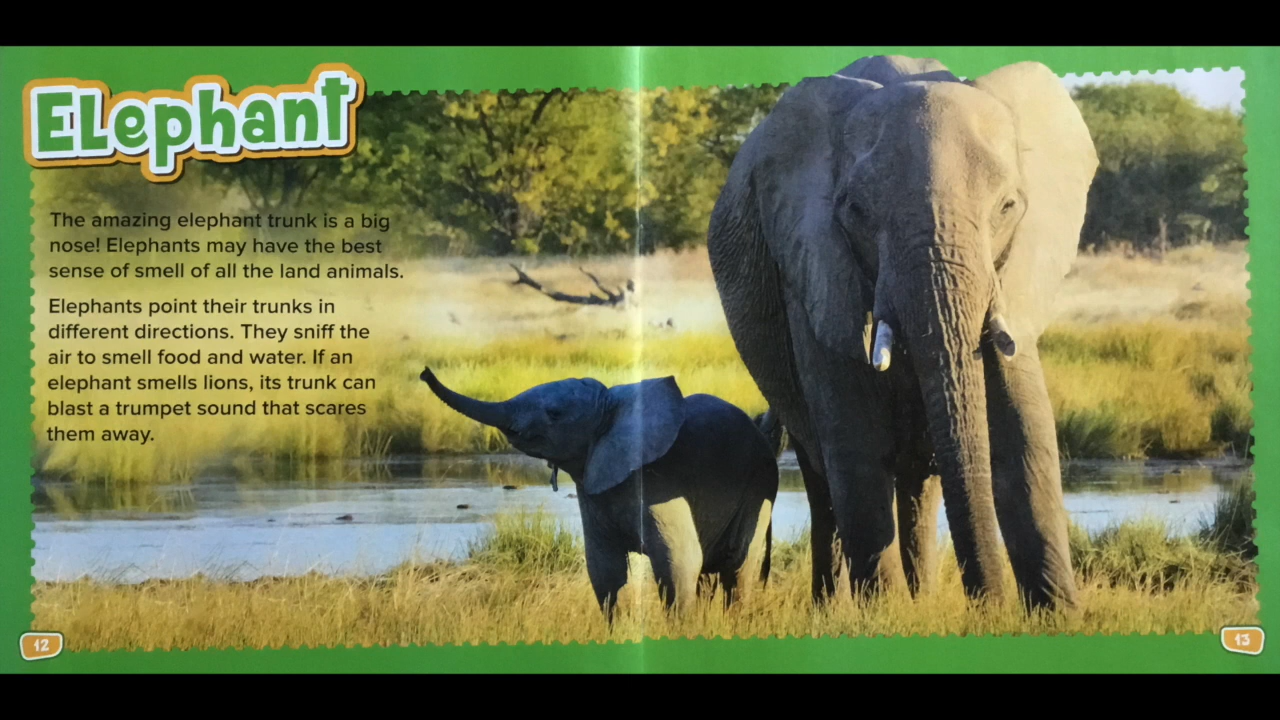 Elephant
The amazing elephant trunk is a big
nose! Elephants may have the best
sense of smell of all the land animals.
Elephants point their trunks in
different directions. They sniff the
air to smell food and water. If an
elephant smells lions, its trunk can
blast a trumpet sound that scares
them away.
12
13